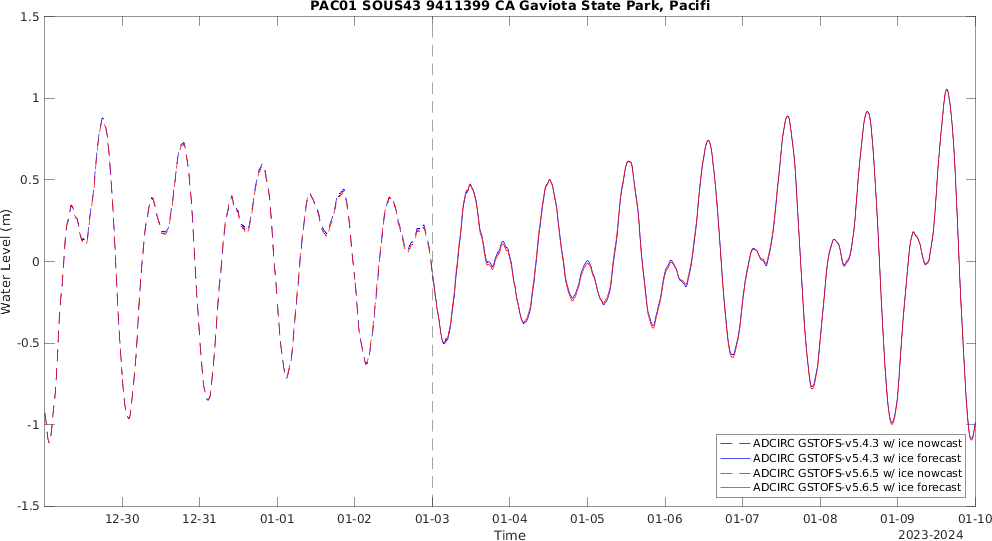 PAC01 SOUS43 9411399 CA Gaviota State Park, Pacifi
Water Level (m)
1.5
1
0.5
0
-0.5
-1
-1.5
12-30 12-31 01-01 01-02 01-03 01-04 01-05 01-06 01-07 01-08 01-09 01-10
Time
2023-2024
ADCIRC GSTOFS-v5.4.3 w/ ice nowcast
ADCIRC GSTOFS-v5.4.3 w/ ice forecast
ADCIRC GSTOFS-v5.6.5 w/ ice nowcast
ADCIRC GSTOFS-v5.6.5 w/ ice forecast